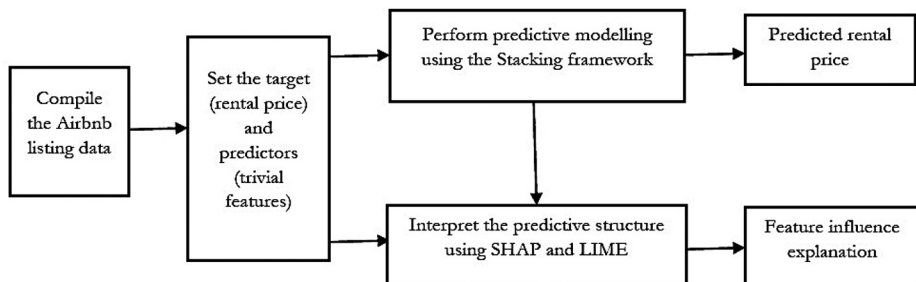 Compile
the Airbnb
listing data
Set the target
(rental price)
and
predictors
(trivial
features)
Perform predictive modelling
using the Stacking framework
Predicted rental
price
Interpret the predictive structure
using SHAP and LIME
Feature influence
explanation